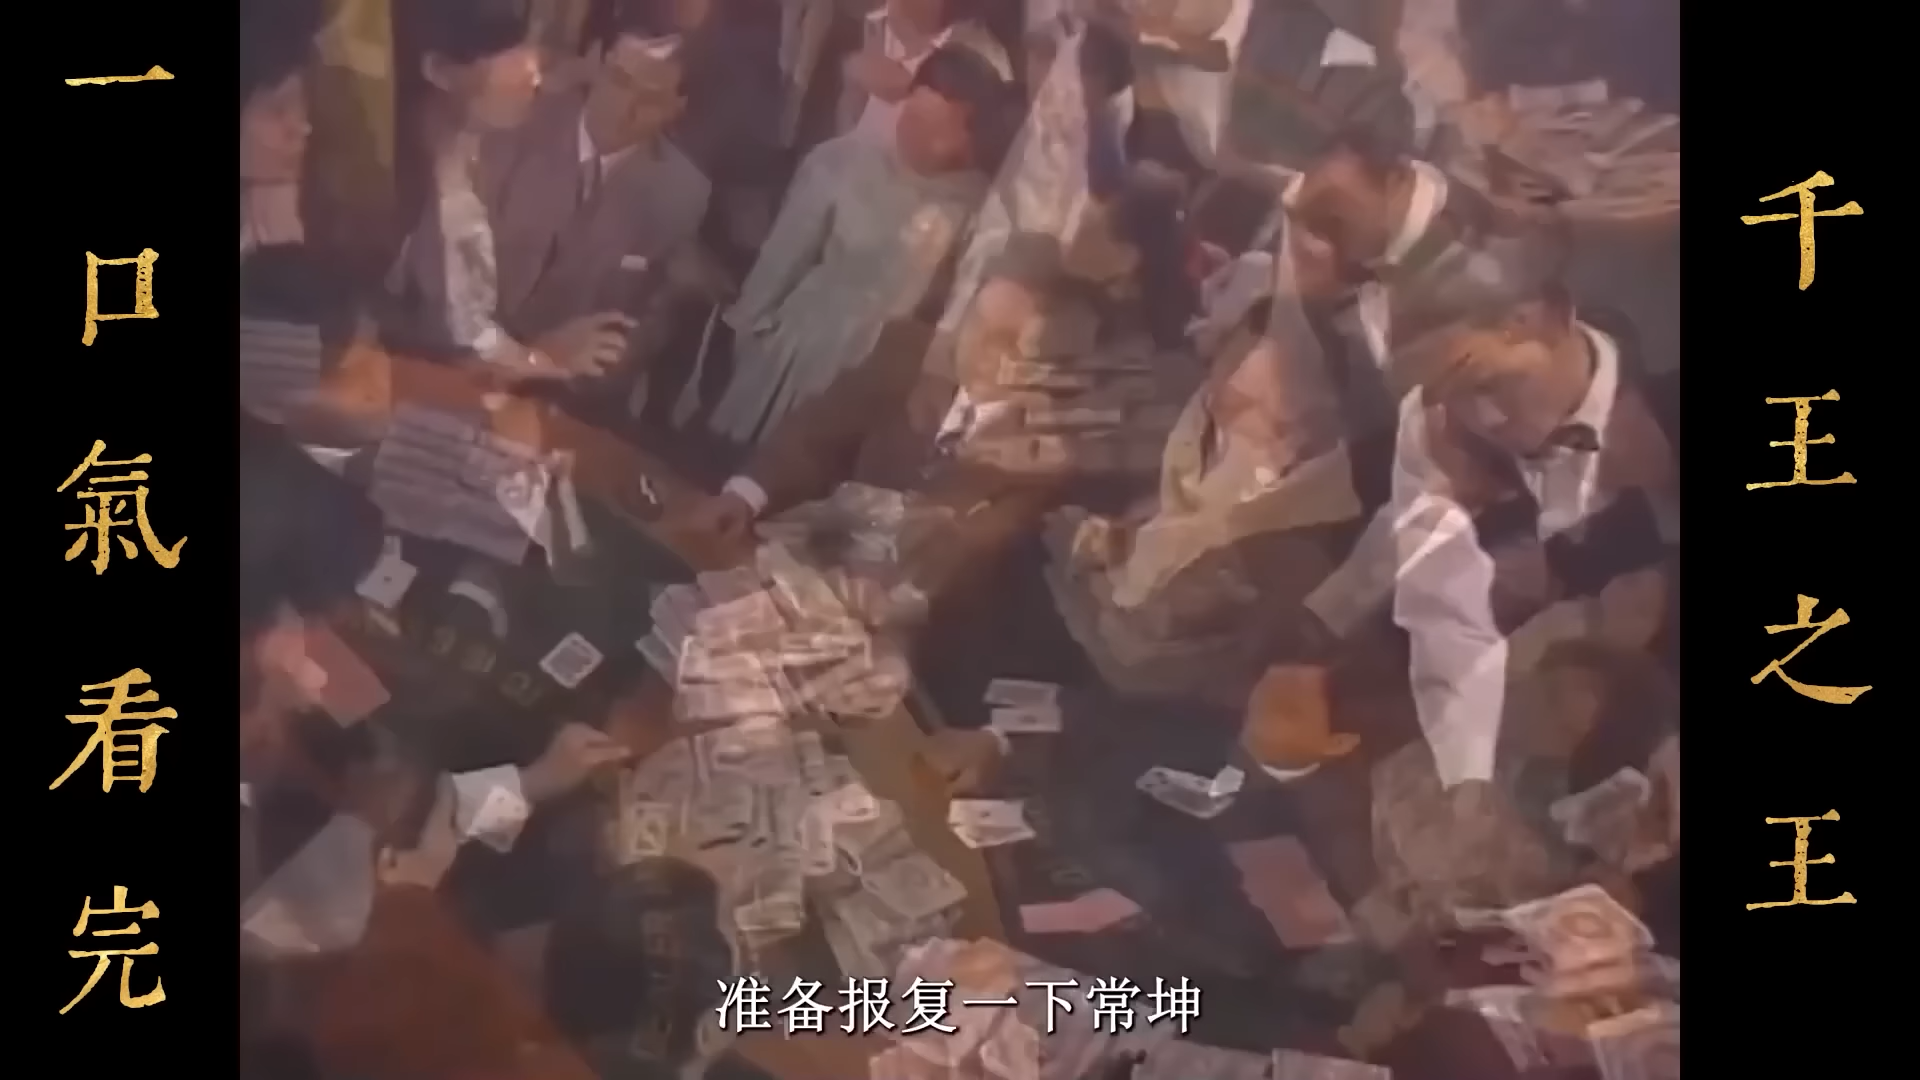 一口氣看完
千王之王
准备报复一下常坤